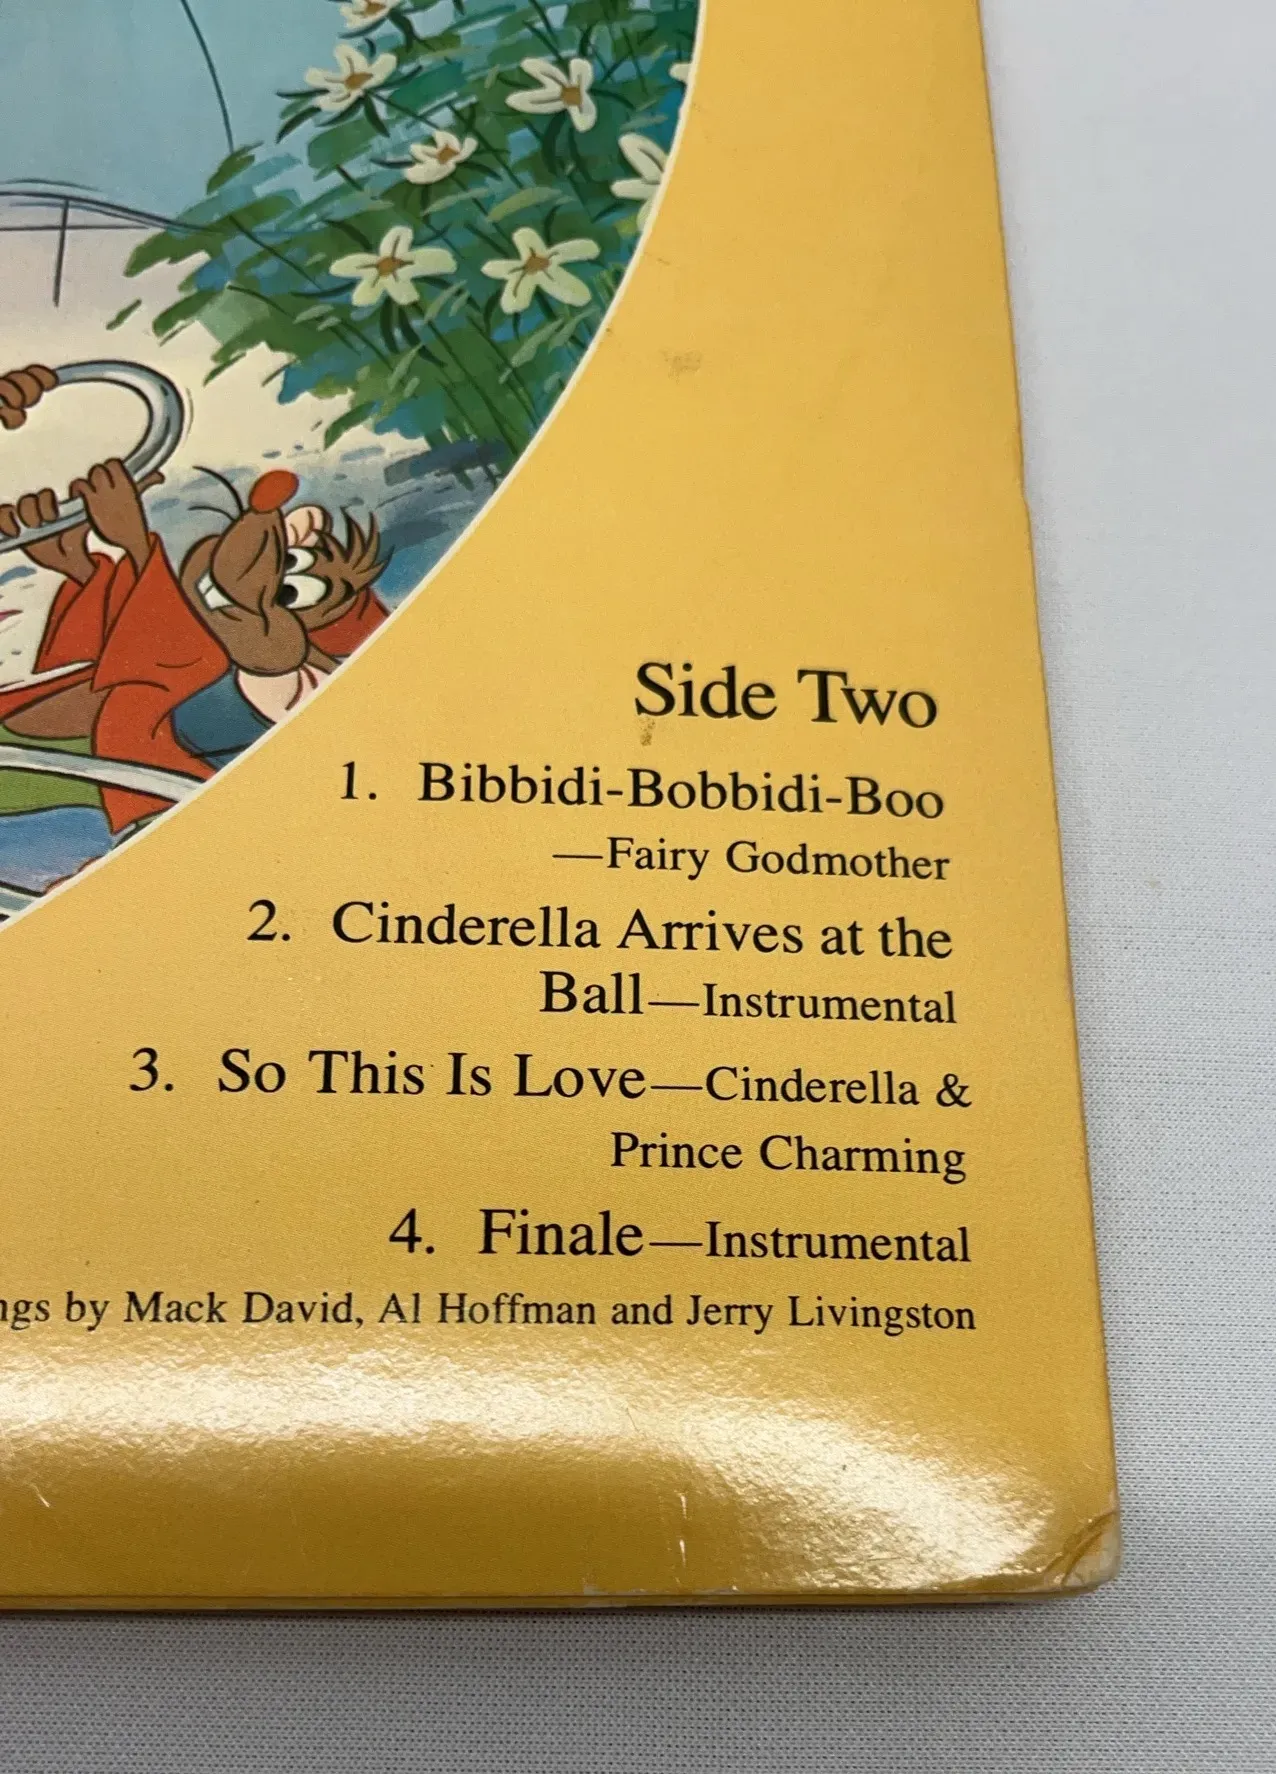 Side Two
1. Bibbidi-Bobbidi-Boo
—Fairy Godmother
2. Cinderella Arrives at the
Ball—Instrumental
3. So This Is Love—Cinderella &
Prince Charming
4. Finale—Instrumental
by Mack David, Al Hoffman and Jerry Livingston